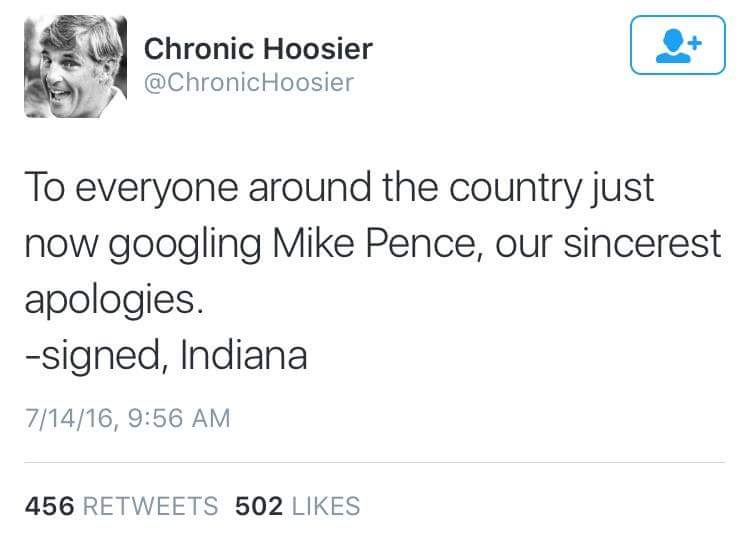 Chronic Hoosier
@ChronicHoosier
To everyone around the country just
now googling Mike Pence, our sincerest
apologies.
-signed, Indiana
7/14/16, 9:56 AM
456 RETWEETS 502 LIKES